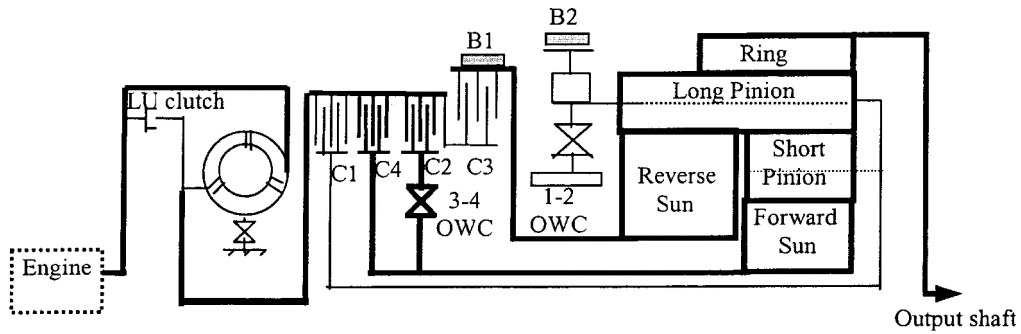 B2
B1
Ring
LU clutch
Long Pinion
C1
C4
C2
C3
Short
Pinion
Reverse
Sun
3-4
OWC
1-2
OWC
Forward
Sun
Engine
Output shaft